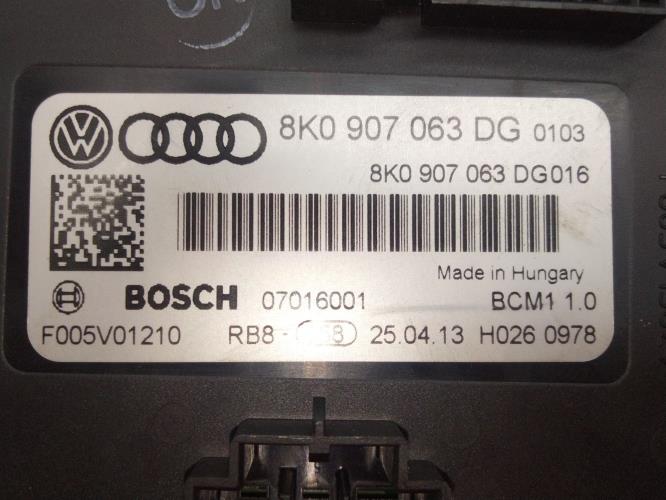 8K0 907 063 DG 0103
8K0 907 063 DG016
Made in Hungary
BOSCH 07016001 BCM1 1.0
F005V01210 RB8 - 25.04.13 H026 0978